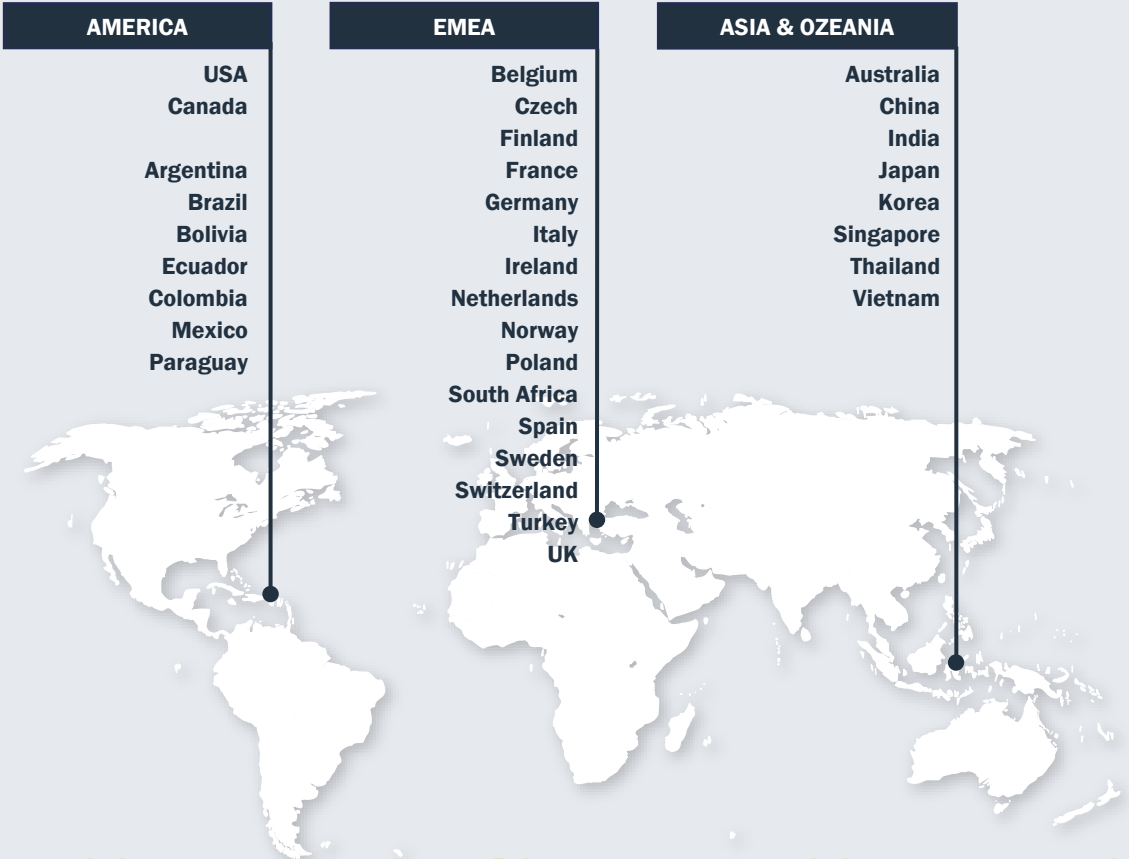 AMERICA
USA
Canada
Argentina
Brazil
Bolivia
Ecuador
Colombia
Mexico
Paraguay
EMEA
Belgium
Czech
Finland
France
Germany
Italy
Ireland
Netherlands
Norway
Poland
South Africa
Spain
Sweden
Switzerland
Turkey
UK
ASIA & OZEANIA
Australia
China
India
Japan
Korea
Singapore
Thailand
Vietnam